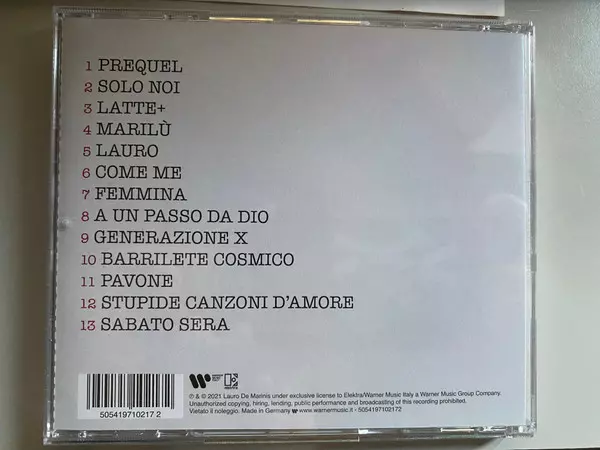 1 PREQUEL
2 SOLO NOI
3 LATTE+
4 MARILÙ
5 LAURO
6 COME ME
7 FEMMINA
8 A UN PASSO DA DIO
9 GENERAZIONE X
10 BARRILETE COSMICO
11 PAVONE
12 STUPIDE CANZONI D'AMORE
13 SABATO SERA
℗ & © 2021 Lauro De Marinis under exclusive license to Elektra/Warner Music Italy a Warner Music Group Company.
Unauthorized copying, hiring, lending, public performance and broadcasting of this recording prohibited.
Vietato il noleggio. Made in Germany www.warnermusic.it - 5054197102172
5054197102172